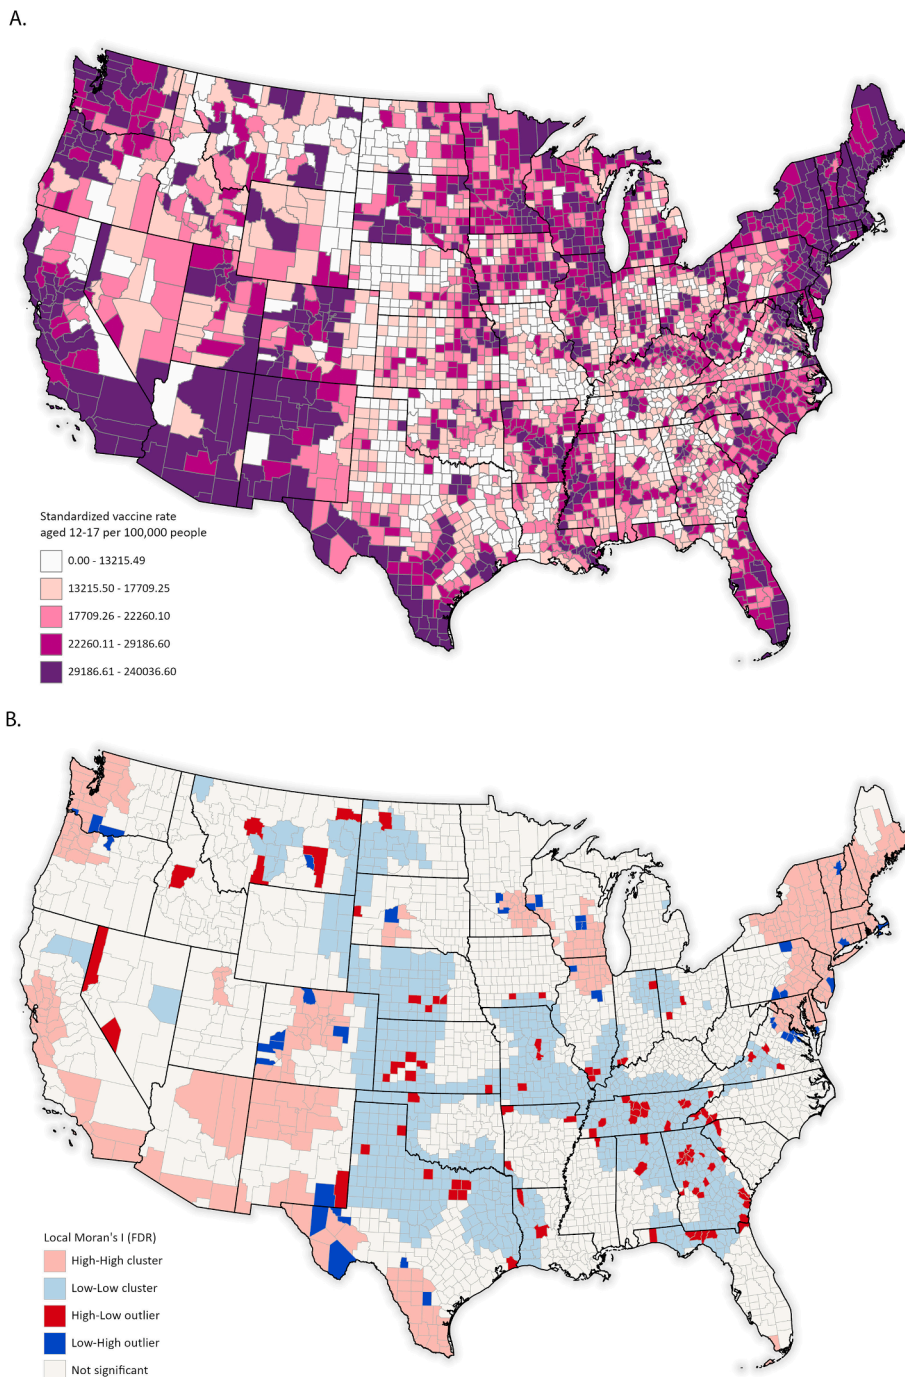 A.
Standardized vaccine rate
aged 12-17 per 100,000 people
0.00 - 13215.49
13215.50 - 17709.25
17709.26 - 22260.10
22260.11 - 29186.60
29186.61 - 240036.60
B.
Local Moran's I (FDR)
High-High cluster
Low-Low cluster
High-Low outlier
Low-High outlier
Not significant